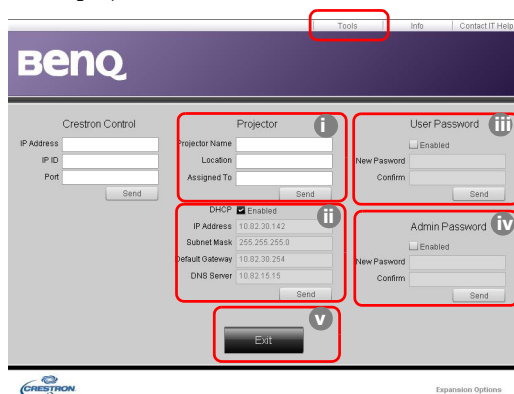 Tools Info Contact IT Help
BenQ
Crestron Control
IP Address
IP ID
Port
Send
Projector
i
Projector Name
Location
Assigned To
Send
ii
DHCP Enabled
IP Address 10.82.30.142
Subnet Mask 255.255.255.0
Default Gateway 10.82.30.254
DNS Server 10.82.15.15
Send
User Password
iii
Enabled
New Pasword
Confirm
Send
Admin Password
iv
Enabled
New Pasword
Confirm
Send
v
Exit
CRESTRON
Expansion Options